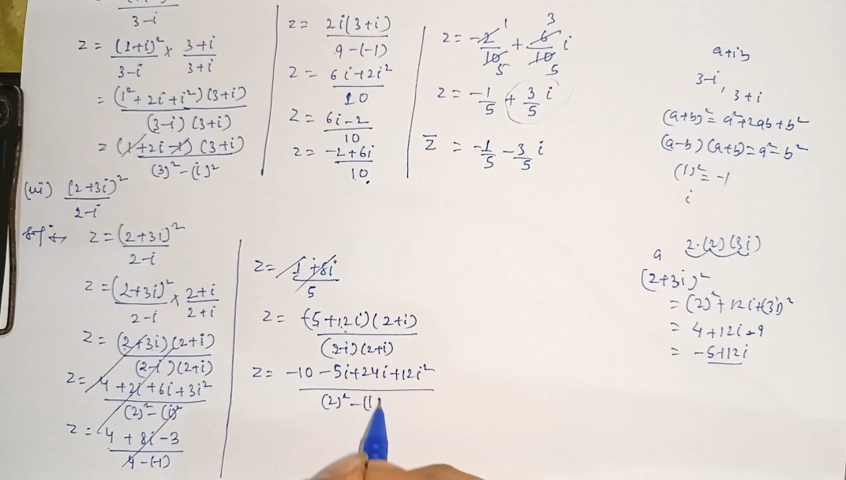 3-i
z = (1+i)² × 3+i
3-i 3+i
= (1²+2i+i²)(3+i)
(3-i)(3+i)
= (1+2i-1)(3+i)
(3)²-(i)²
(iii) (2+3i)²
2-i
z = (2+3i)²
2-i
z = (2+3i)² × 2+i
2-i 2+i
z = (2+3i)(2+i)
(2-i)(2+i)
z = 4+2i+6i+3i²
(2)²-(i)²
z = 4+8i-3
4-(-1)
z = 2i(3+i)
9-(-1)
z = 6i+2i²
10
z = 6i-2
10
z = -2+6i
10.
z = 1+8i
5
z = (-5+12i)(2+i)
(2-i)(2+i)
z = -10-5i+24i+12i²
(2)²-(i
1 3
z = -2 + 6 i
10 10
5 5
z = -1 + 3 i
5 5
z̅ = -1 - 3 i
5 5
a+ib
3-i, 3+i
(a+b)² = a²+2ab+b²
(a-b)(a+b) = a²-b²
(i)² = -1
i
a 2·(2)(3i)
(2+3i)²
= (2)²+12i+(3i)²
= 4+12i-9
= -5+12i